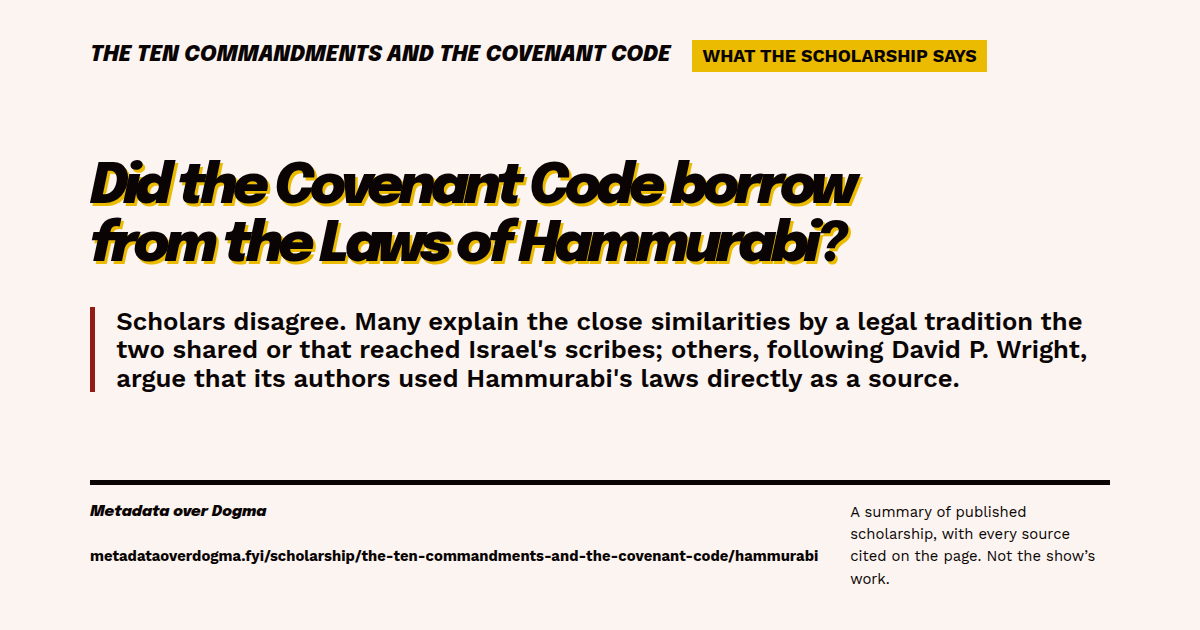 THE TEN COMMANDMENTS AND THE COVENANT CODE
WHAT THE SCHOLARSHIP SAYS
Did the Covenant Code borrow
from the Laws of Hammurabi?
Scholars disagree. Many explain the close similarities by a legal tradition the
two shared or that reached Israel's scribes; others, following David P. Wright,
argue that its authors used Hammurabi's laws directly as a source.
Metadata over Dogma
metadataoverdogma.fyi/scholarship/the-ten-commandments-and-the-covenant-code/hammurabi
A summary of published
scholarship, with every source
cited on the page. Not the show’s
work.